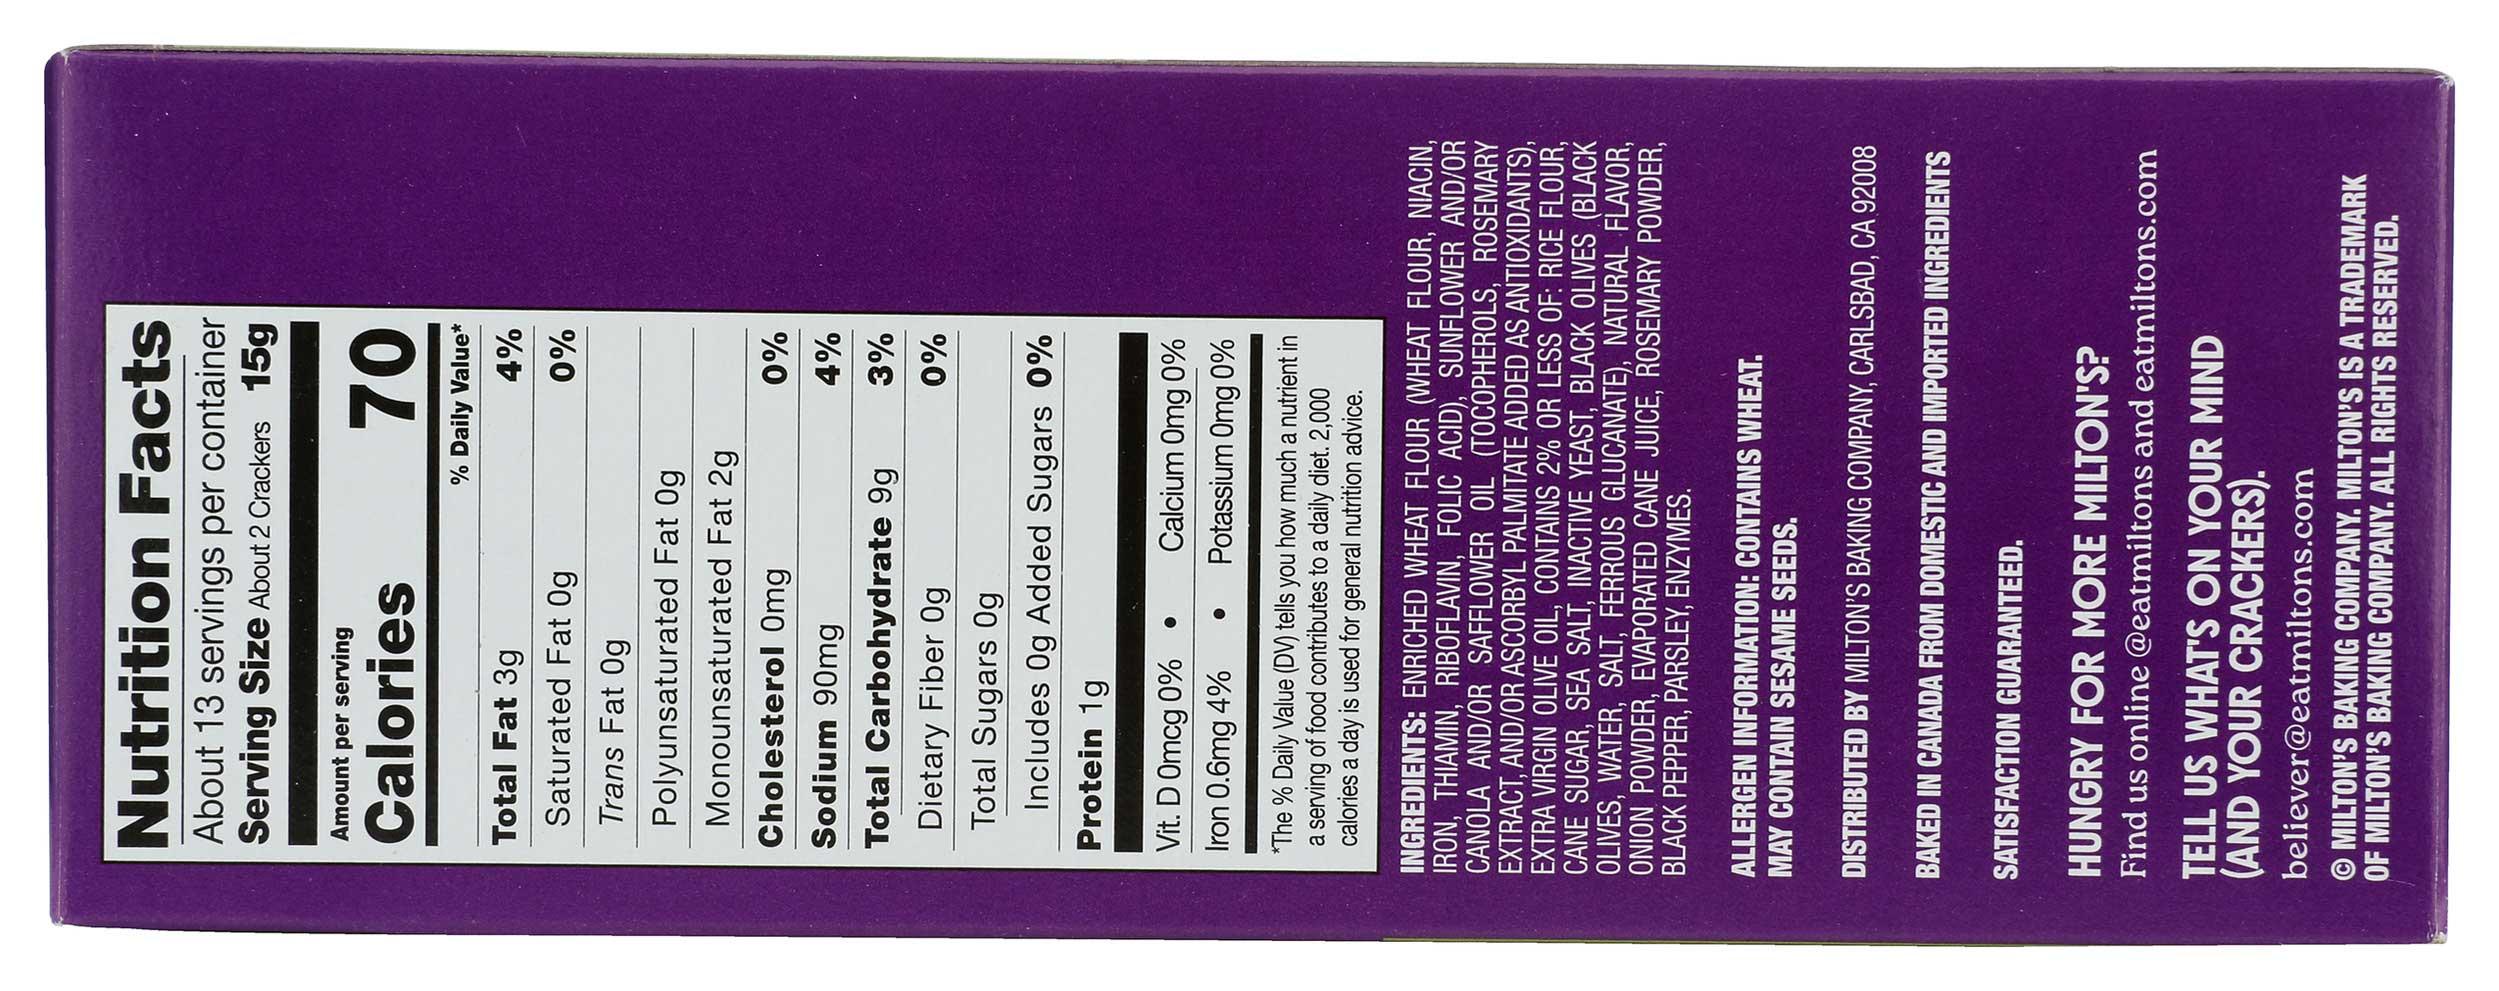 Nutrition Facts
About 13 servings per container
Serving Size About 2 Crackers 15g
Amount per serving
Calories 70
% Daily Value*
Total Fat 3g 4%
Saturated Fat 0g 0%
Trans Fat 0g
Polyunsaturated Fat 0g
Monounsaturated Fat 2g
Cholesterol 0mg 0%
Sodium 90mg 4%
Total Carbohydrate 9g 3%
Dietary Fiber 0g 0%
Total Sugars 0g
Includes 0g Added Sugars 0%
Protein 1g
Vit. D 0mcg 0% • Calcium 0mg 0%
Iron 0.6mg 4% • Potassium 0mg 0%
*The % Daily Value (DV) tells you how much a nutrient in
a serving of food contributes to a daily diet. 2,000
calories a day is used for general nutrition advice.
INGREDIENTS: ENRICHED WHEAT FLOUR (WHEAT FLOUR, NIACIN,
IRON, THIAMIN, RIBOFLAVIN, FOLIC ACID), SUNFLOWER AND/OR
CANOLA AND/OR SAFFLOWER OIL (TOCOPHEROLS, ROSEMARY
EXTRACT, AND/OR ASCORBYL PALMITATE ADDED AS ANTIOXIDANTS),
EXTRA VIRGIN OLIVE OIL, CONTAINS 2% OR LESS OF: RICE FLOUR,
CANE SUGAR, SEA SALT, INACTIVE YEAST, BLACK OLIVES (BLACK
OLIVES, WATER, SALT, FERROUS GLUCANATE), NATURAL FLAVOR,
ONION POWDER, EVAPORATED CANE JUICE, ROSEMARY POWDER,
BLACK PEPPER, PARSLEY, ENZYMES.
ALLERGEN INFORMATION: CONTAINS WHEAT.
MAY CONTAIN SESAME SEEDS.
DISTRIBUTED BY MILTON'S BAKING COMPANY, CARLSBAD, CA 92008
BAKED IN CANADA FROM DOMESTIC AND IMPORTED INGREDIENTS
SATISFACTION GUARANTEED.
HUNGRY FOR MORE MILTON'S?
Find us online @eatmiltons and eatmiltons.com
TELL US WHAT'S ON YOUR MIND
(AND YOUR CRACKERS).
believer@eatmiltons.com
© MILTON'S BAKING COMPANY. MILTON'S IS A TRADEMARK
OF MILTON'S BAKING COMPANY. ALL RIGHTS RESERVED.